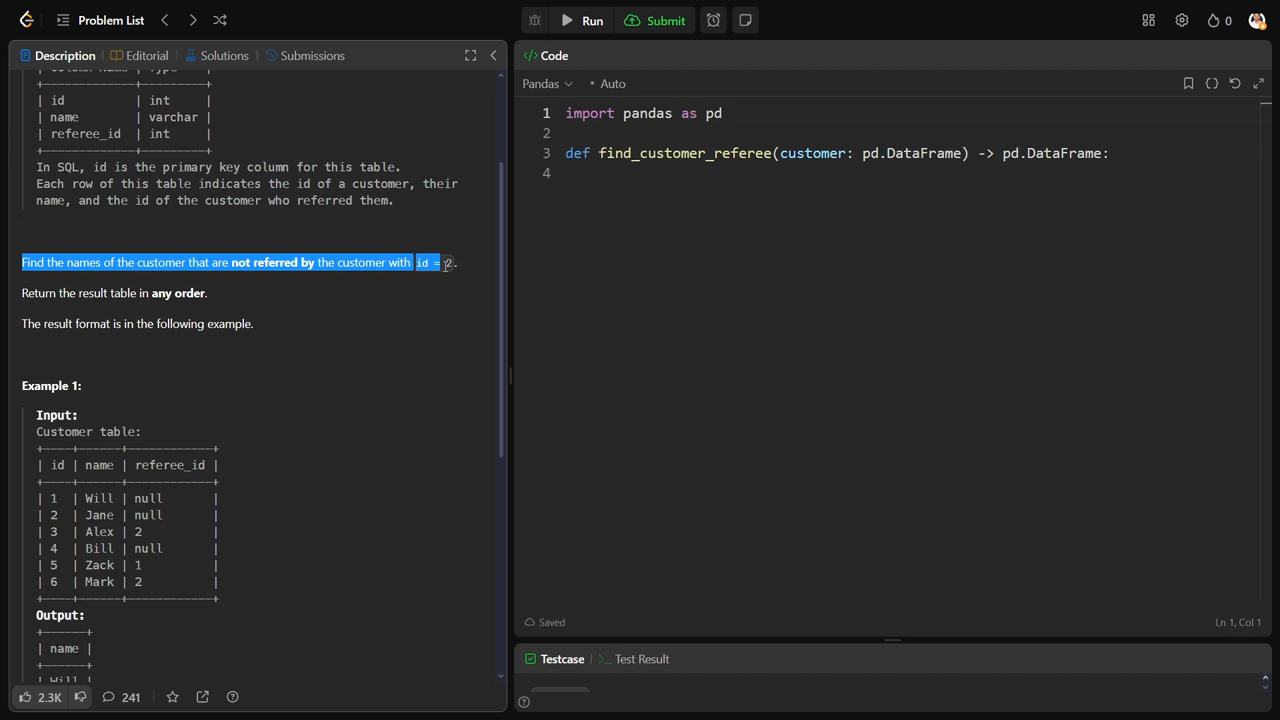 Problem List
Run
Submit
0
Description
Editorial
Solutions
Submissions
</> Code
| Column Name | Type |
Pandas
• Auto
+-------------+---------+
| id | int |
| name | varchar |
| referee_id | int |
+-------------+---------+
In SQL, id is the primary key column for this table.
Each row of this table indicates the id of a customer, their
name, and the id of the customer who referred them.
Find the names of the customer that are not referred by the customer with id = 2.
Return the result table in any order.
The result format is in the following example.
Example 1:
Input:
Customer table:
+----+------+------------+
| id | name | referee_id |
+----+------+------------+
| 1 | Will | null |
| 2 | Jane | null |
| 3 | Alex | 2 |
| 4 | Bill | null |
| 5 | Zack | 1 |
| 6 | Mark | 2 |
+----+------+------------+
Output:
+------+
| name |
+------+
| Will |
2.3K
241
1 import pandas as pd
2
3 def find_customer_referee(customer: pd.DataFrame) -> pd.DataFrame:
4
Saved
Ln 1, Col 1
Testcase
Test Result